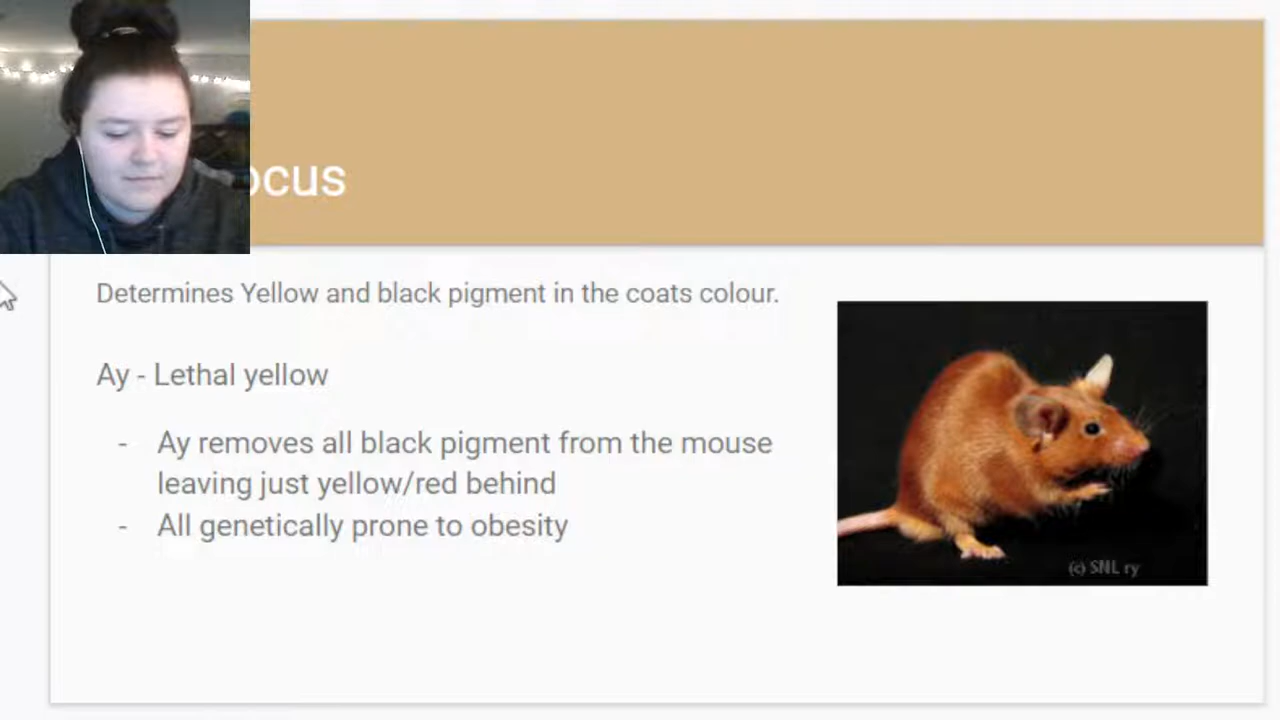 ocus
Determines Yellow and black pigment in the coats colour.
Ay - Lethal yellow
- Ay removes all black pigment from the mouse
leaving just yellow/red behind
- All genetically prone to obesity
(c) SNL ry